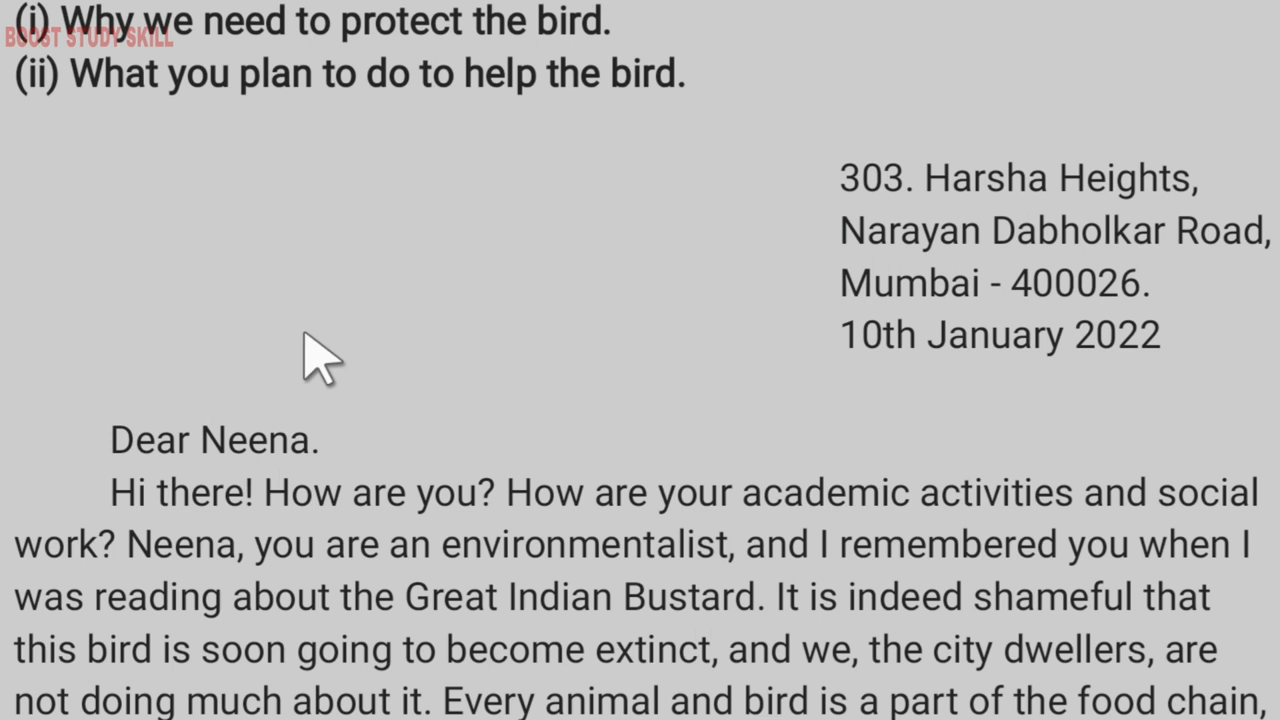 (i) Why we need to protect the bird.
BOOST STUDY SKILL
(ii) What you plan to do to help the bird.
303. Harsha Heights,
Narayan Dabholkar Road,
Mumbai - 400026.
10th January 2022
Dear Neena.
Hi there! How are you? How are your academic activities and social
work? Neena, you are an environmentalist, and I remembered you when I
was reading about the Great Indian Bustard. It is indeed shameful that
this bird is soon going to become extinct, and we, the city dwellers, are
not doing much about it. Every animal and bird is a part of the food chain,